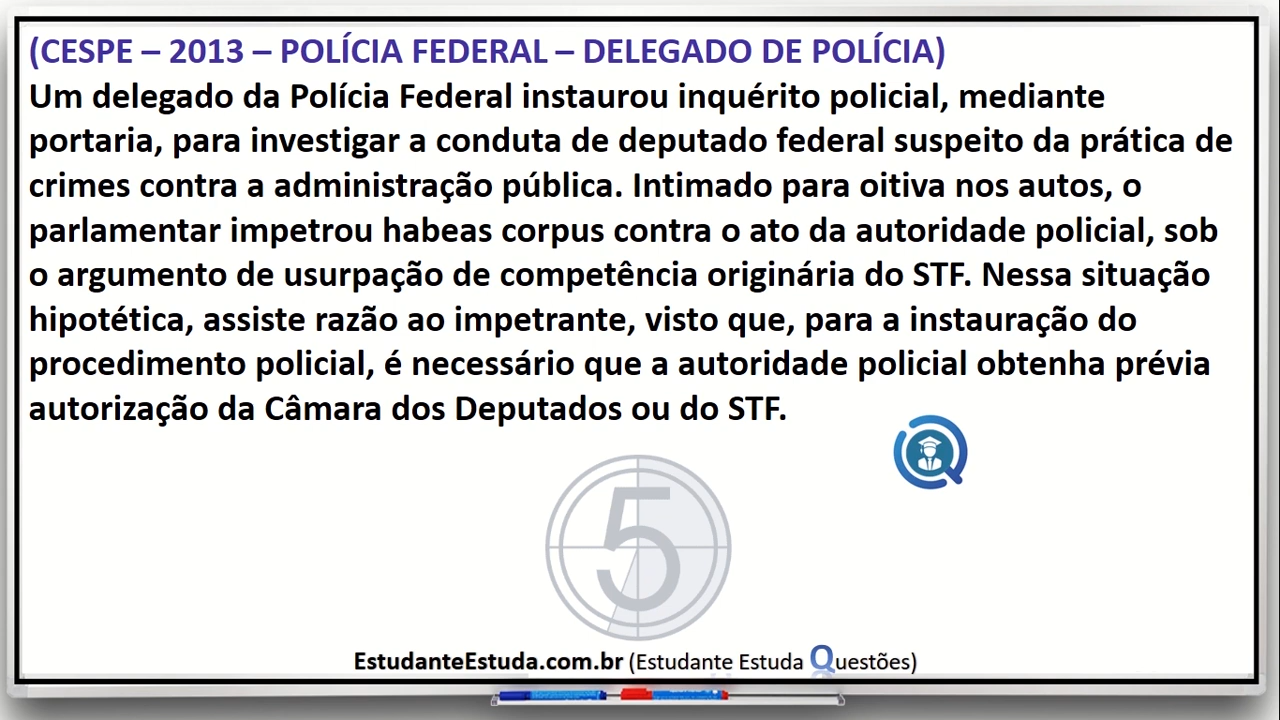 (CESPE – 2013 – POLÍCIA FEDERAL – DELEGADO DE POLÍCIA)
Um delegado da Polícia Federal instaurou inquérito policial, mediante
portaria, para investigar a conduta de deputado federal suspeito da prática de
crimes contra a administração pública. Intimado para oitiva nos autos, o
parlamentar impetrou habeas corpus contra o ato da autoridade policial, sob
o argumento de usurpação de competência originária do STF. Nessa situação
hipotética, assiste razão ao impetrante, visto que, para a instauração do
procedimento policial, é necessário que a autoridade policial obtenha prévia
autorização da Câmara dos Deputados ou do STF.
5
EstudanteEstuda.com.br (Estudante Estuda Questões)